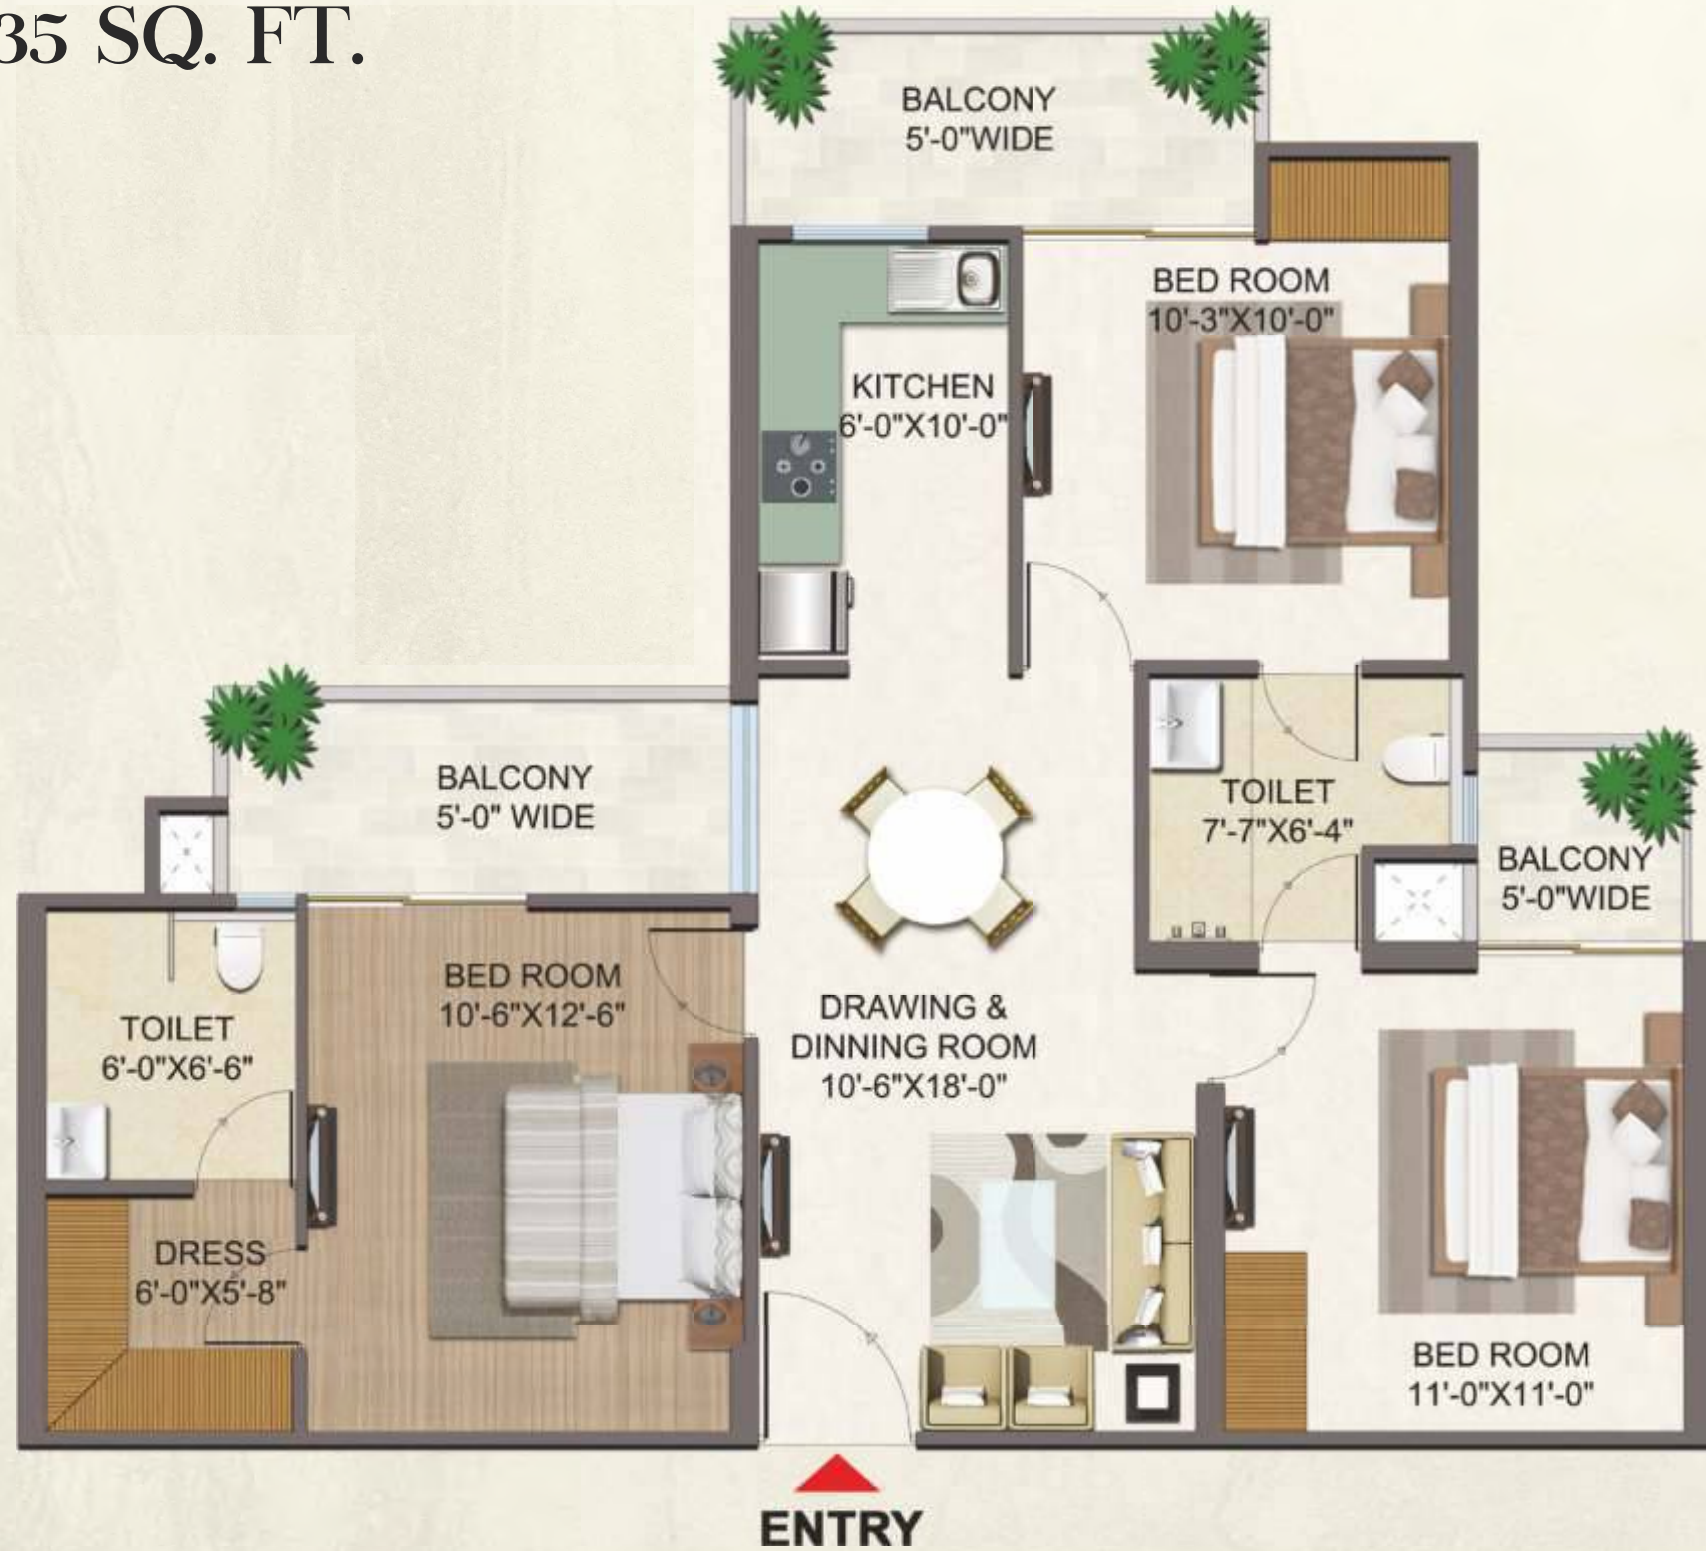 35 SQ. FT.
BALCONY
5'-0"WIDE
BED ROOM
10'-3"X10'-0"
KITCHEN
6'-0"X10'-0"
BALCONY
5'-0" WIDE
TOILET
7'-7"X6'-4"
BALCONY
5'-0"WIDE
BED ROOM
10'-6"X12'-6"
TOILET
6'-0"X6'-6"
DRAWING &
DINNING ROOM
10'-6"X18'-0"
DRESS
6'-0"X5'-8"
BED ROOM
11'-0"X11'-0"
ENTRY